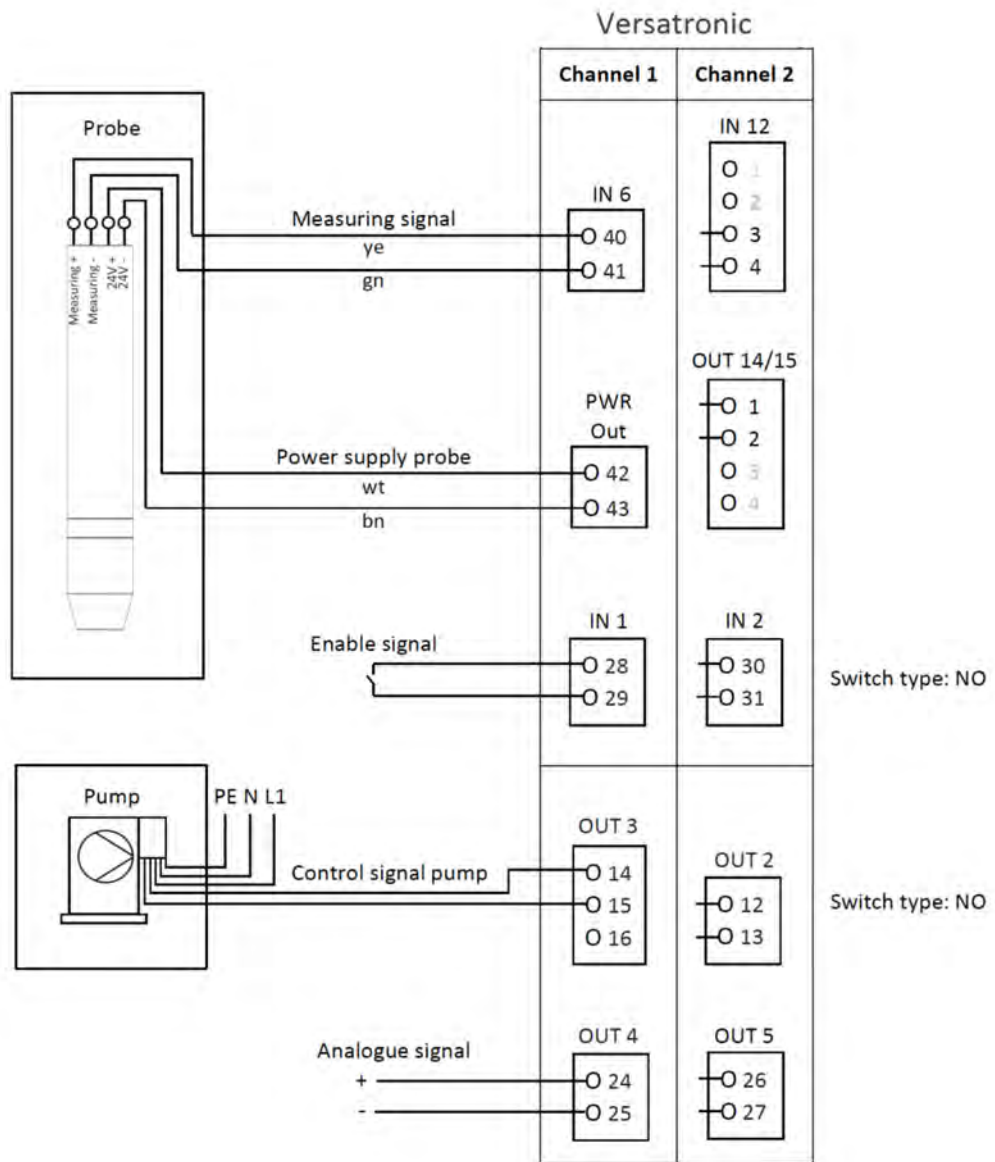 Versatronic
Channel 1 Channel 2
Probe
IN 12
1
2
3
4
IN 6
40
41
Measuring signal
ye
gn
Measuring +
Measuring -
24V +
24V -
OUT 14/15
1
2
3
4
PWR
Out
42
43
Power supply probe
wt
bn
Enable signal
IN 1
28
29
IN 2
30
31
Switch type: NO
Pump
PE N L1
Control signal pump
OUT 3
14
15
16
OUT 2
12
13
Switch type: NO
Analogue signal
+
-
OUT 4
24
25
OUT 5
26
27